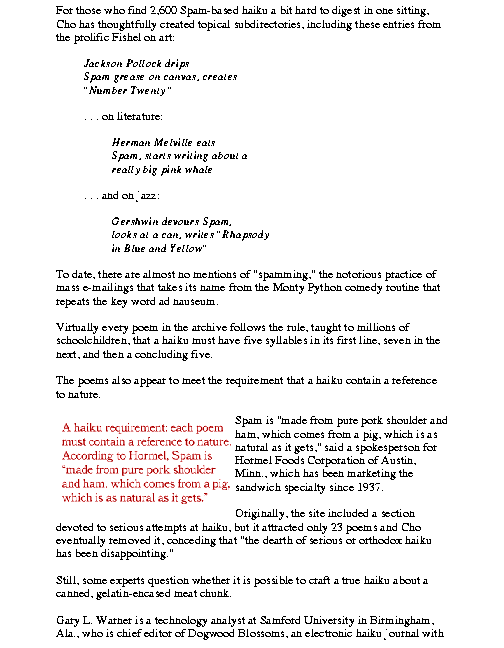 For those who find 2,600 Spam-based haiku a bit hard to digest in one sitting,
Cho has thoughtfully created topical subdirectories, including these entries from
the prolific Fishel on art:
Jackson Pollock drips
Spam grease on canvas, creates
"Number Twenty"
. . . on literature:
Herman Melville eats
Spam, starts writing about a
really big pink whale
. . . and on jazz:
Gershwin devours Spam,
looks at a can, writes "Rhapsody
in Blue and Yellow"
To date, there are almost no mentions of "spamming," the notorious practice of
mass e-mailings that takes its name from the Monty Python comedy routine that
repeats the key word ad nauseum.
Virtually every poem in the archive follows the rule, taught to millions of
schoolchildren, that a haiku must have five syllables in its first line, seven in the
next, and then a concluding five.
The poems also appear to meet the requirement that a haiku contain a reference
to nature.
A haiku requirement: each poem
must contain a reference to nature.
According to Hormel, Spam is
"made from pure pork shoulder
and ham, which comes from a pig,
which is as natural as it gets."
Spam is "made from pure pork shoulder and
ham, which comes from a pig, which is as
natural as it gets," said a spokesperson for
Hormel Foods Corporation of Austin,
Minn., which has been marketing the
sandwich specialty since 1937.
Originally, the site included a section
devoted to serious attempts at haiku, but it attracted only 23 poems and Cho
eventually removed it, conceding that "the dearth of serious or orthodox haiku
has been disappointing."
Still, some experts question whether it is possible to craft a true haiku about a
canned, gelatin-encased meat chunk.
Gary L. Warner is a technology analyst at Samford University in Birmingham,
Ala., who is chief editor of Dogwood Blossoms, an electronic haiku journal with